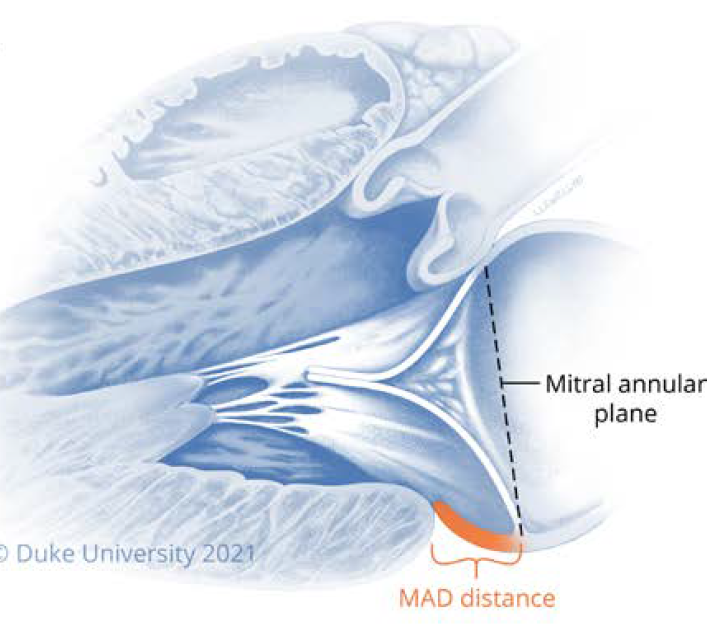 Mitral annular
plane
© Duke University 2021
MAD distance